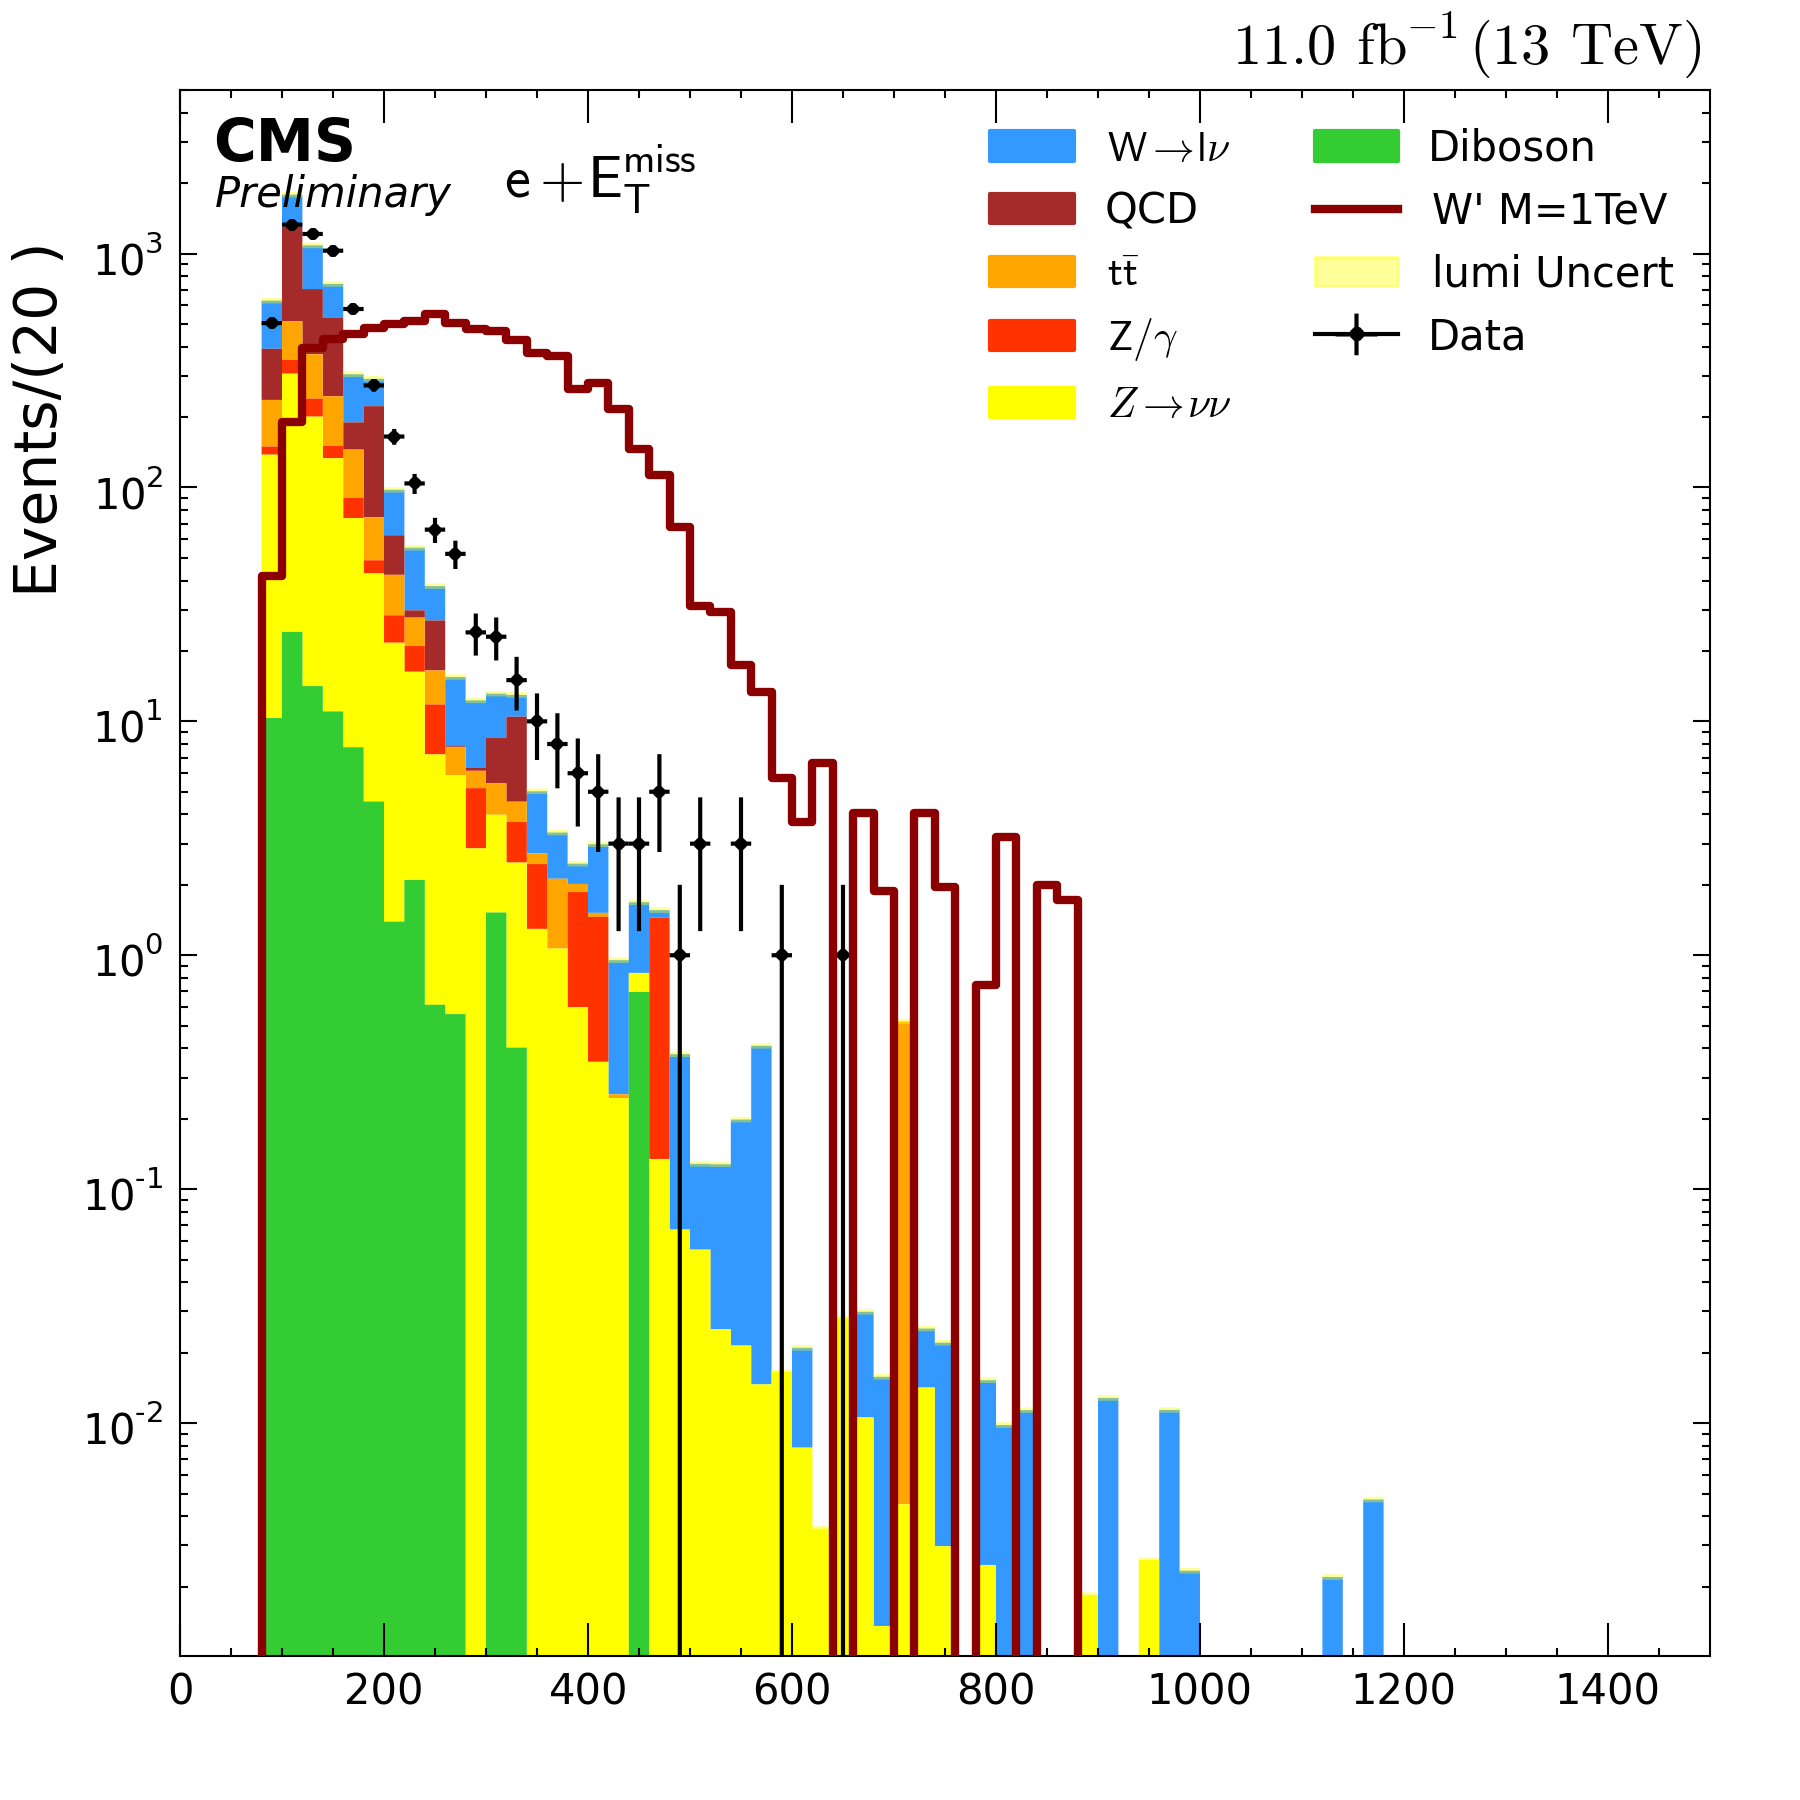 11.0 fb⁻¹ (13 TeV)
CMS
Preliminary
e+E_T^miss
W→lν
QCD
tt̄
Z/γ
Z→νν
Diboson
W' M=1TeV
lumi Uncert
Data
Events/(20 )
10³
10²
10¹
10⁰
10⁻¹
10⁻²
0 200 400 600 800 1000 1200 1400